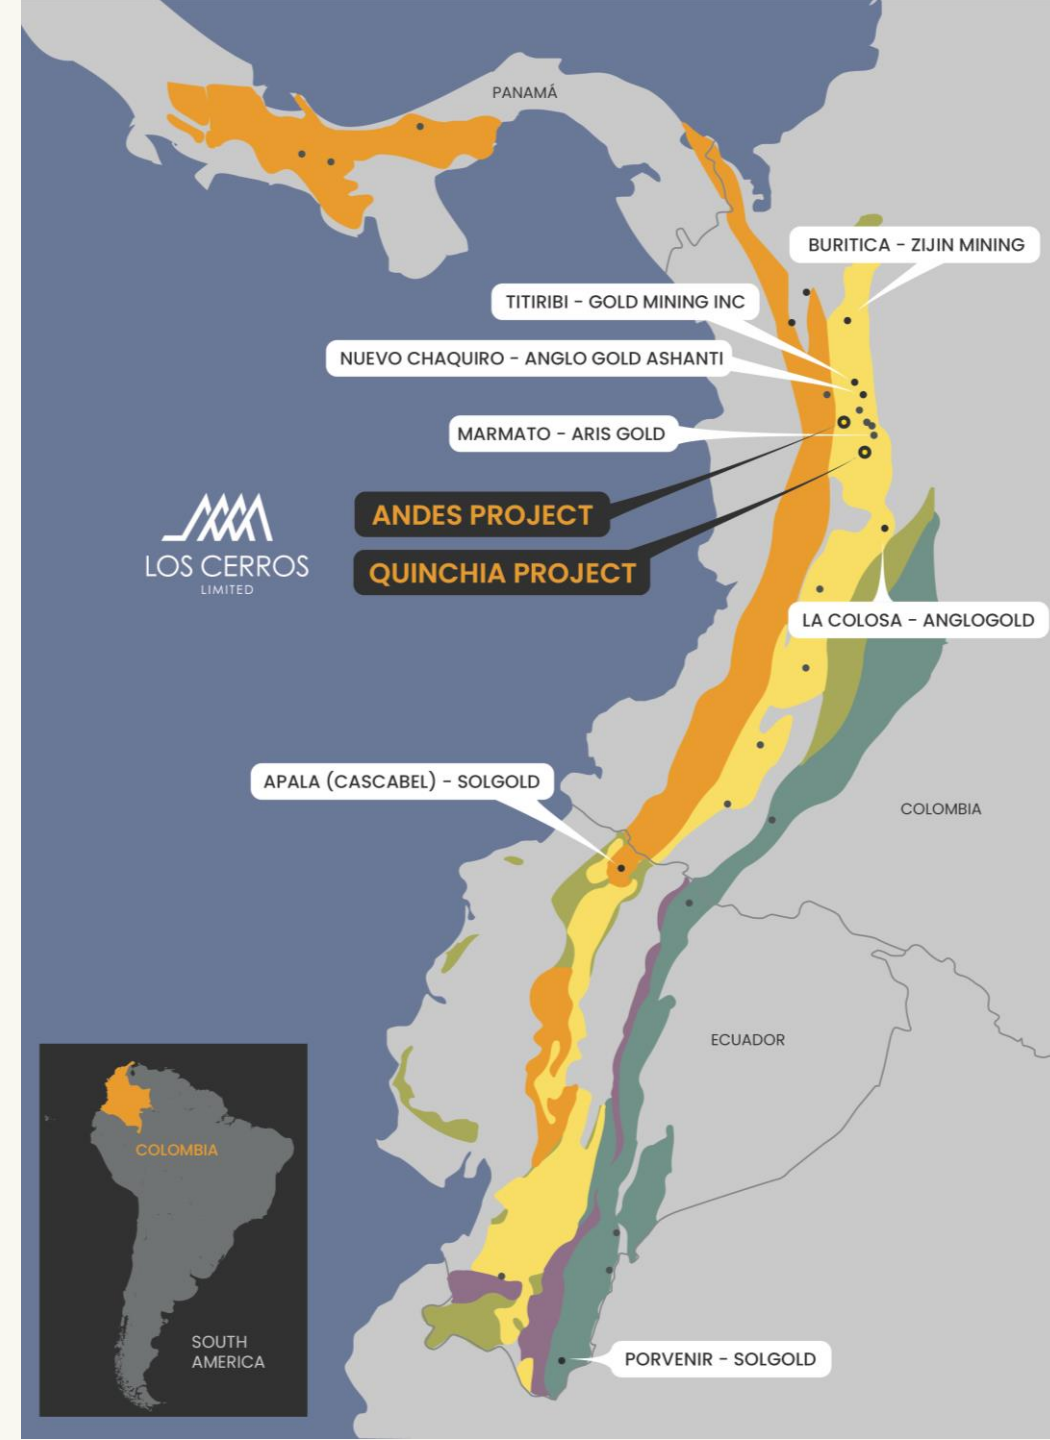 PANAMÁ
BURITICA - ZIJIN MINING
TITIRIBI - GOLD MINING INC
NUEVO CHAQUIRO - ANGLO GOLD ASHANTI
MARMATO - ARIS GOLD
ANDES PROJECT
QUINCHIA PROJECT
LOS CERROS
LIMITED
LA COLOSA - ANGLOGOLD
APALA (CASCABEL) - SOLGOLD
COLOMBIA
ECUADOR
COLOMBIA
SOUTH
AMERICA
PORVENIR - SOLGOLD